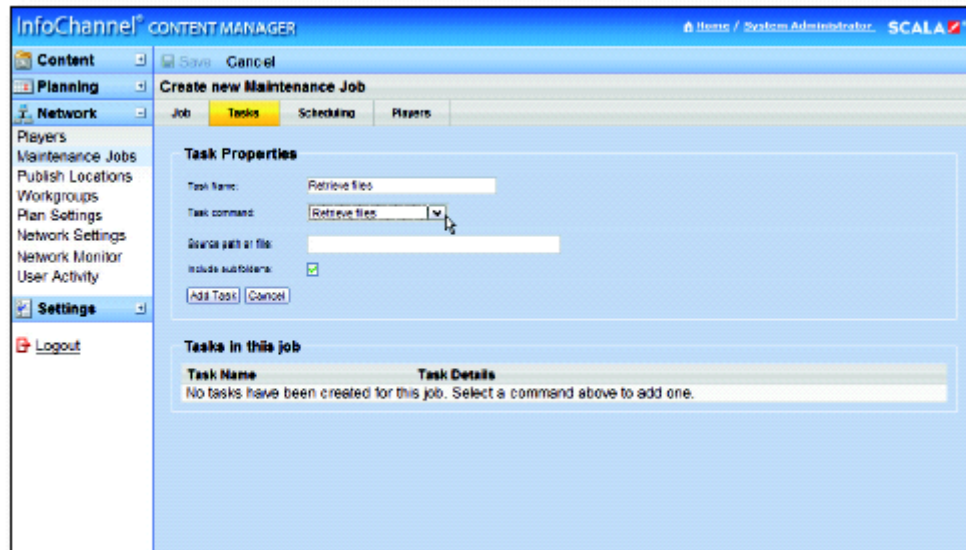 InfoChannel® CONTENT MANAGER
Home / System Administrator
SCALA
Content
Save Cancel
Planning
Create new Maintenance Job
Network
Job Tasks Scheduling Players
Players
Maintenance Jobs
Publish Locations
Workgroups
Plan Settings
Network Settings
Network Monitor
User Activity
Settings
Logout
Task Properties
Task Name: Retrieve files
Task command: Retrieve files
Source path or file:
Include subfolders:
Add Task Cancel
Tasks in this job
Task Name Task Details
No tasks have been created for this job. Select a command above to add one.